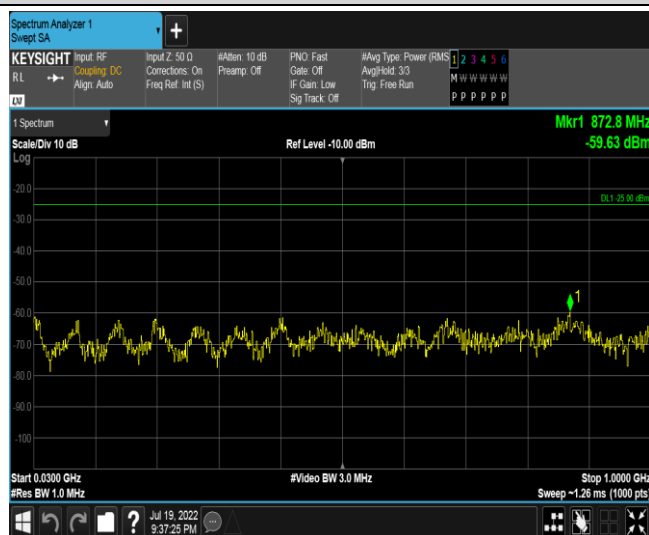 Spectrum Analyzer 1
Swept SA
+
KEYSIGHT
RL
LXI
Input: RF
Coupling: DC
Align: Auto
Input Z: 50 Ω
Corrections: On
Freq Ref: Int (S)
#Atten: 10 dB
Preamp: Off
PNO: Fast
Gate: Off
IF Gain: Low
Sig Track: Off
#Avg Type: Power (RMS
Avg|Hold: 3/3
Trig: Free Run
1 2 3 4 5 6
M W W W W W
P P P P P P
1 Spectrum
Mkr1 872.8 MHz
Scale/Div 10 dB
Ref Level -10.00 dBm
-59.63 dBm
Log
-20.0
DL1 -25.00 dBm
-30.0
-40.0
-50.0
1
-60.0
-70.0
-80.0
-90.0
-100
Start 0.0300 GHz
#Video BW 3.0 MHz
Stop 1.0000 GHz
#Res BW 1.0 MHz
Sweep ~1.26 ms (1000 pts)
?
Jul 19, 2022
9:37:25 PM